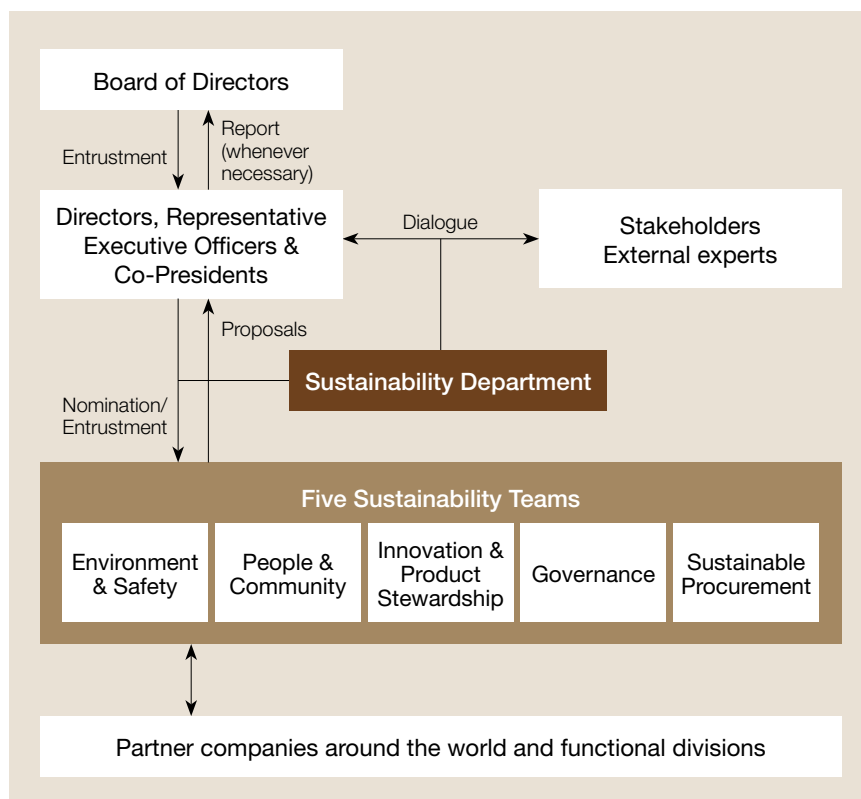 Board of Directors
Entrustment
Report
(whenever
necessary)
Directors, Representative
Executive Officers &
Co-Presidents
Dialogue
Stakeholders
External experts
Proposals
Sustainability Department
Nomination/
Entrustment
Five Sustainability Teams
Environment
& Safety
People &
Community
Innovation &
Product
Stewardship
Governance
Sustainable
Procurement
Partner companies around the world and functional divisions